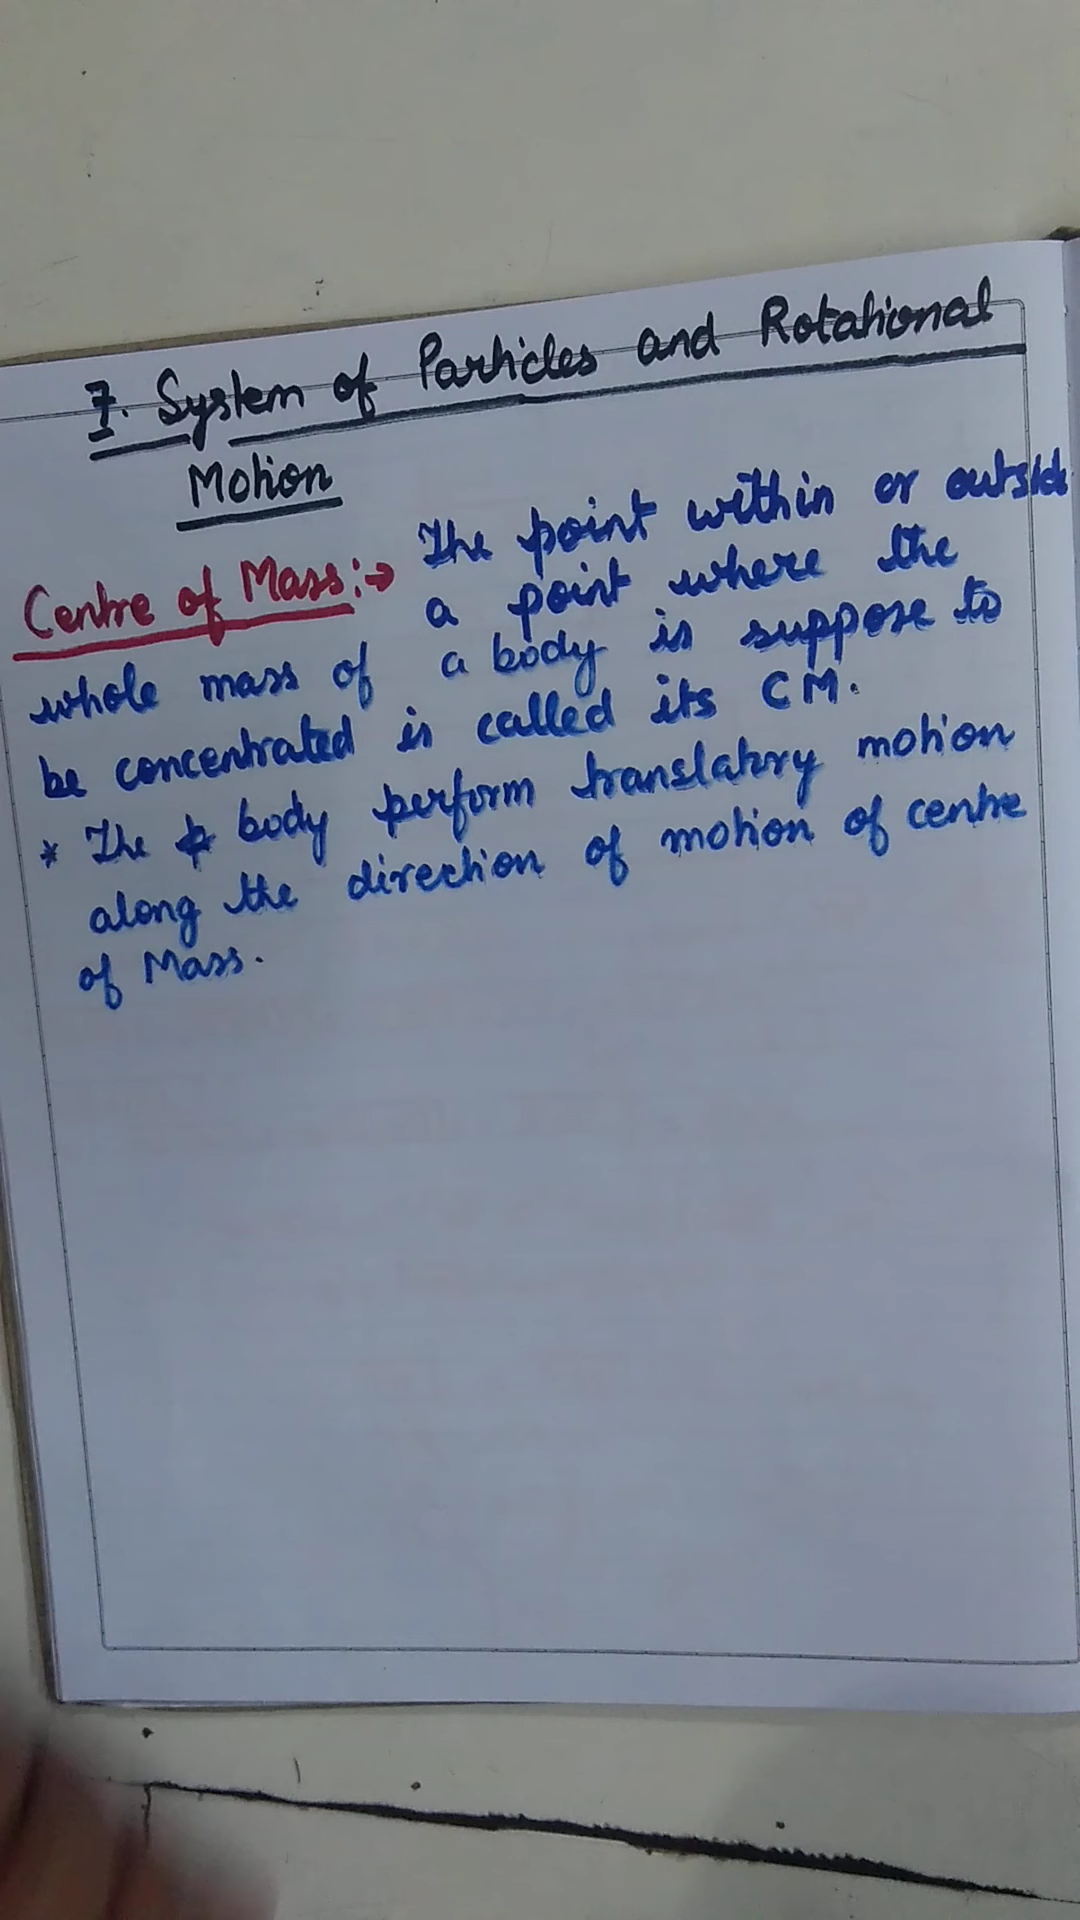 7. System of Particles and Rotational
Motion
Centre of Mass:→ The point within or outside
a point where the
whole mass of a body is suppose to
be concentrated is called its CM.
* The body perform translatory motion
along the direction of motion of centre
of Mass.